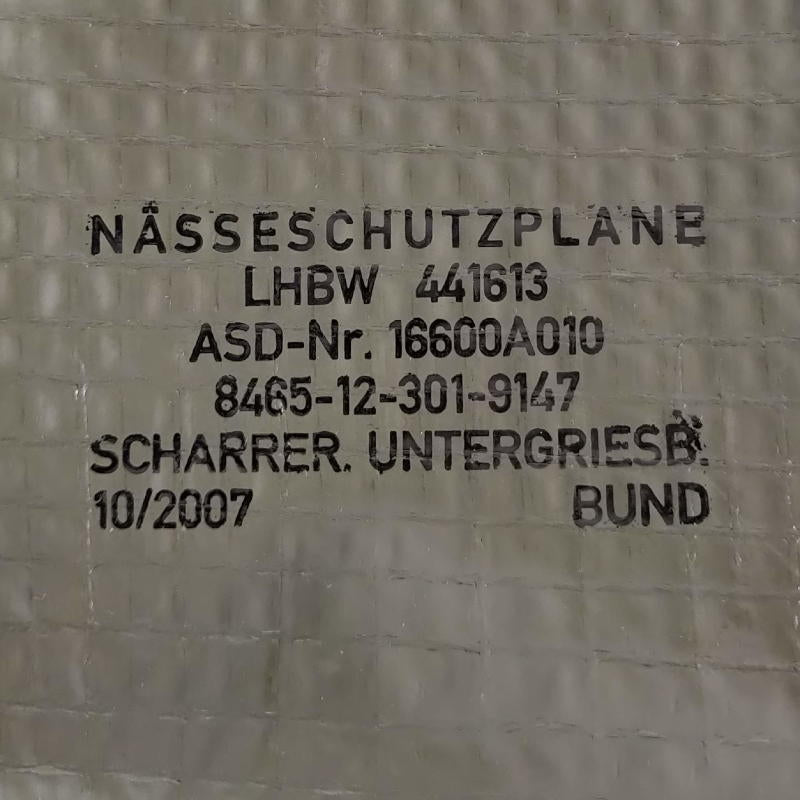 NÄSSESCHUTZPLANE
LHBW 441613
ASD-Nr. 16600A010
8465-12-301-9147
SCHARRER. UNTERGRIESB.
10/2007 BUND